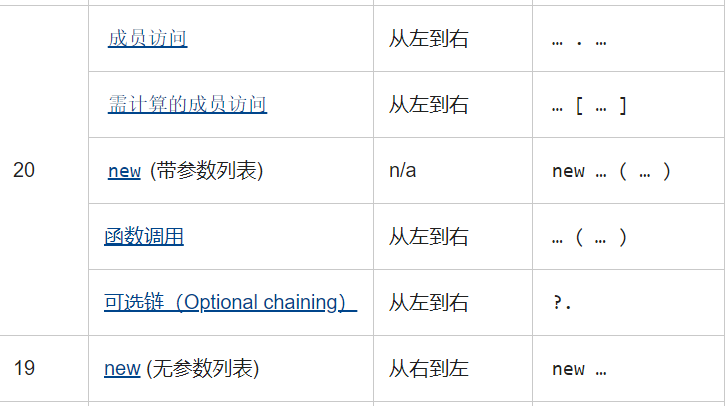 20
成员访问 从左到右 … . …
需计算的成员访问 从左到右 … [ … ]
new (带参数列表) n/a new … ( … )
函数调用 从左到右 … ( … )
可选链（Optional chaining） 从左到右 ?.
19 new (无参数列表) 从右到左 new …